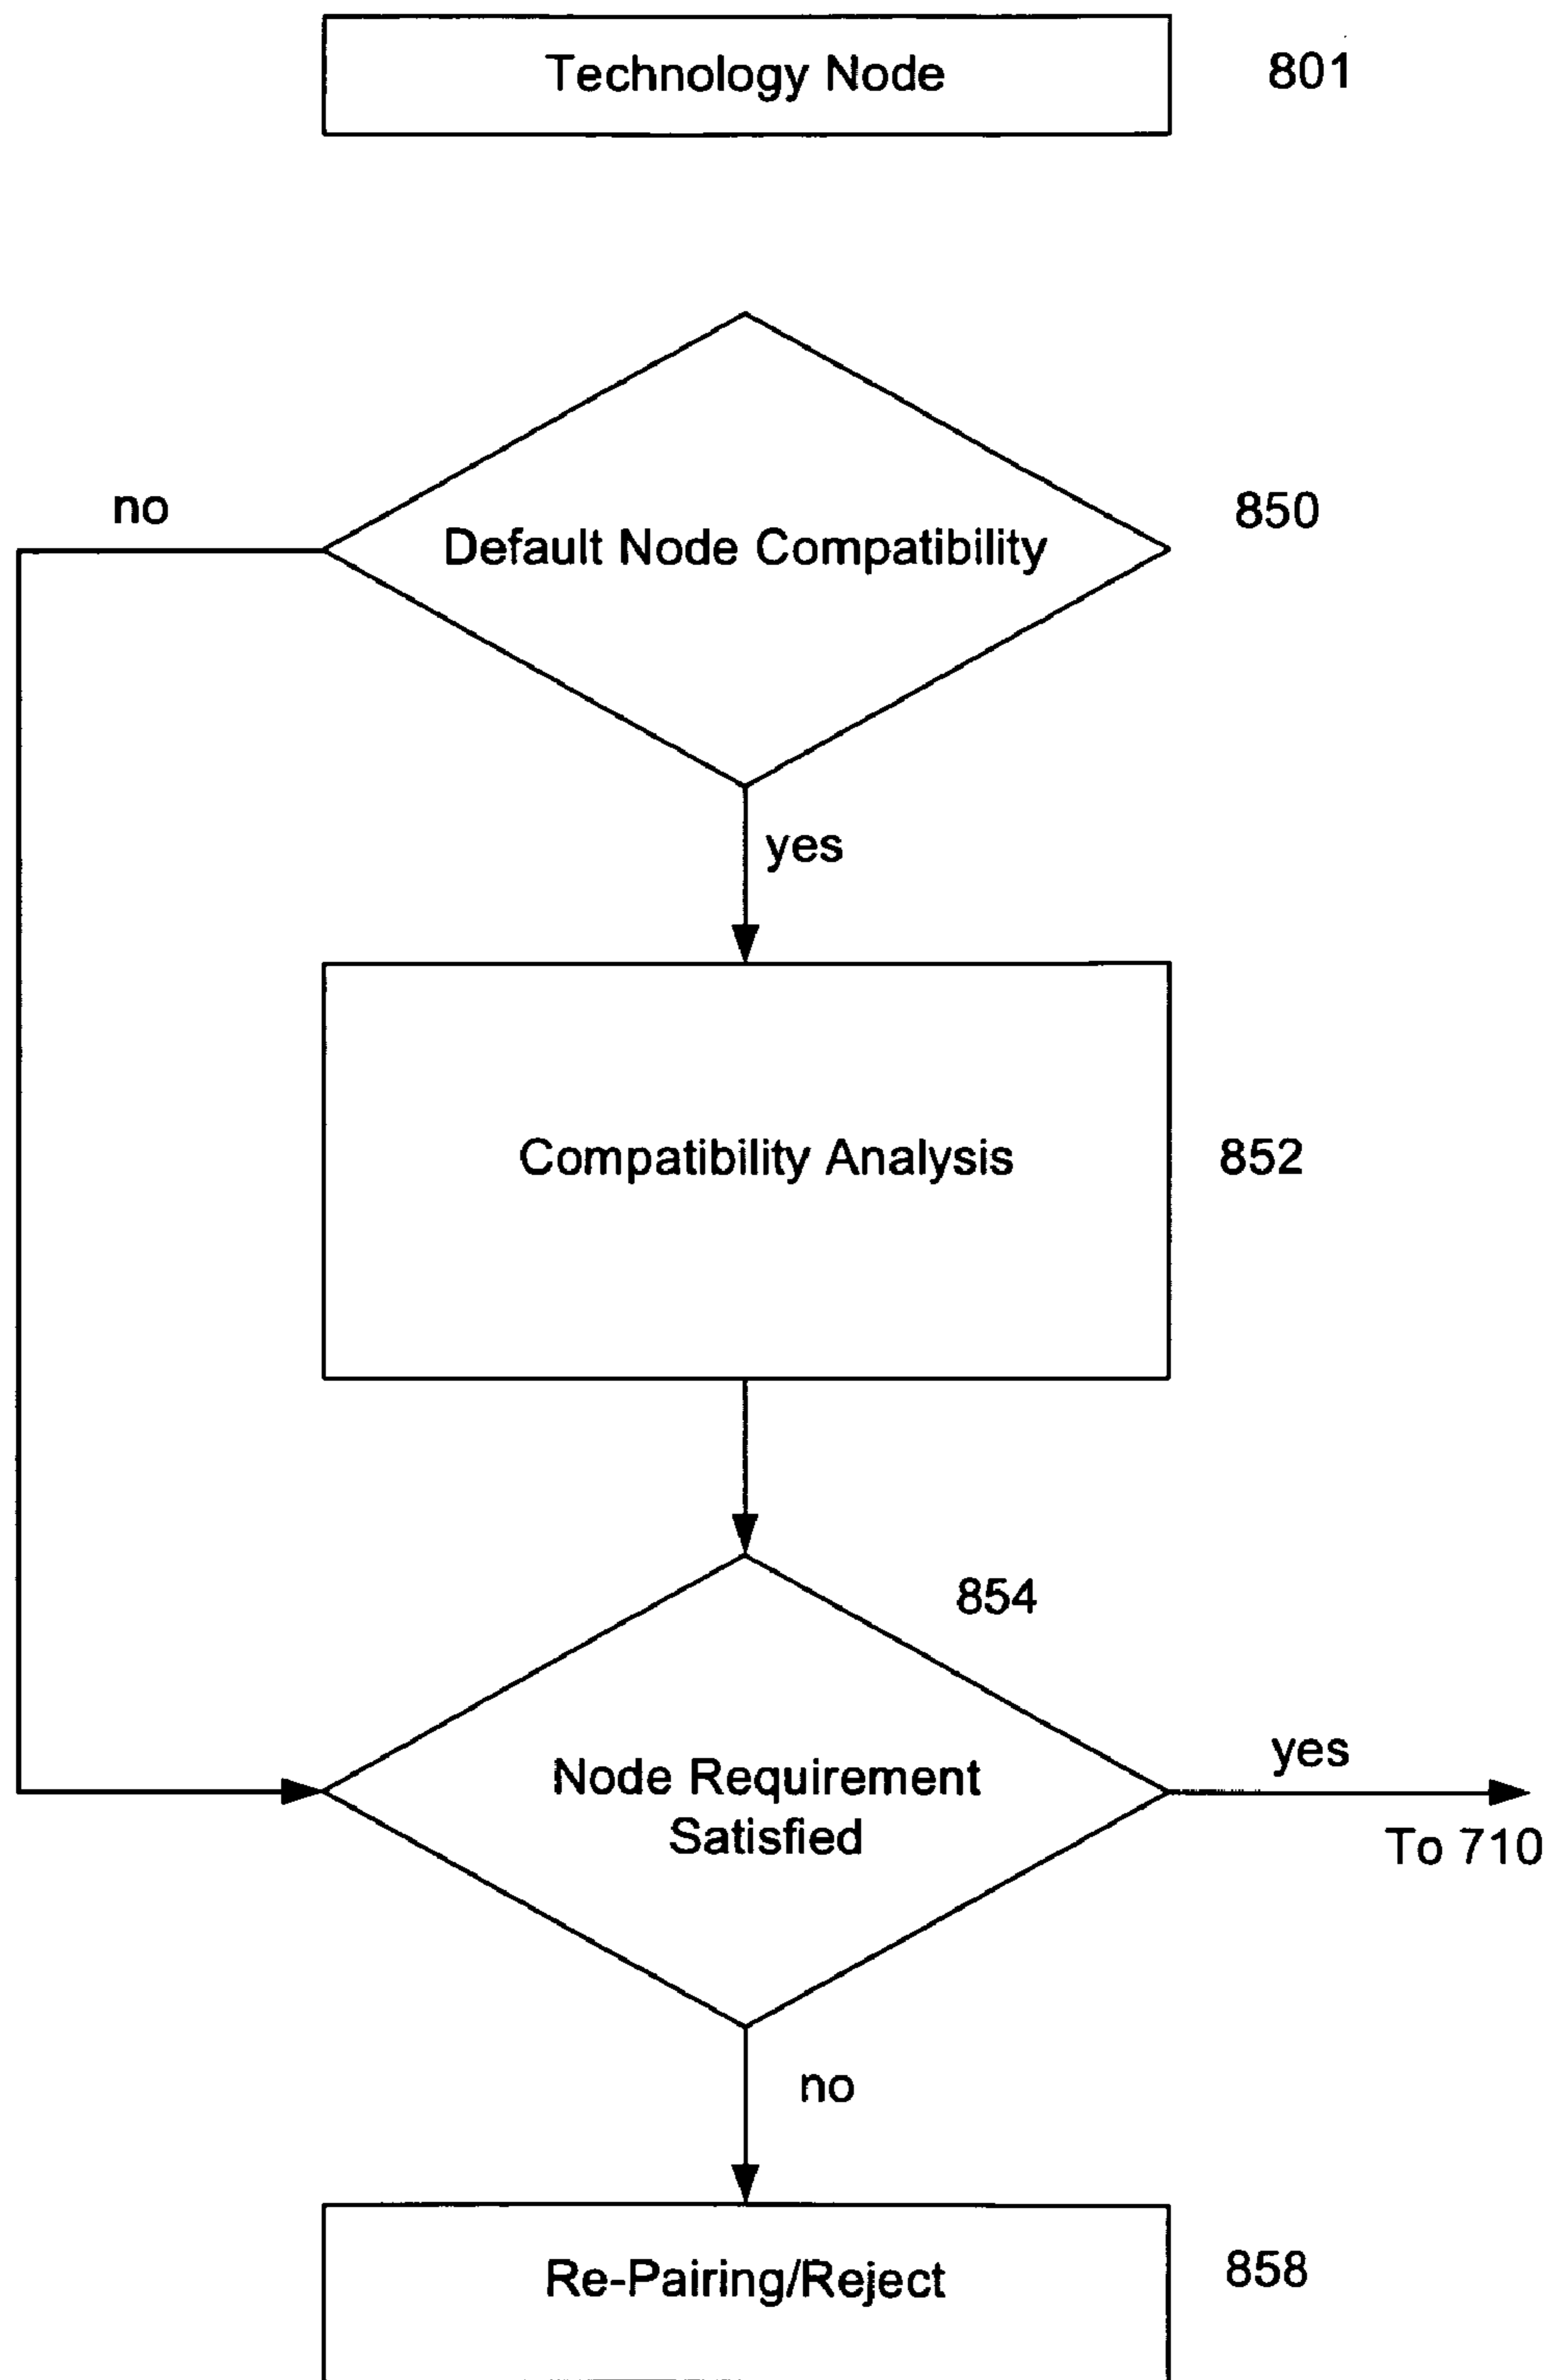 Technology Node
801
no
Default Node Compatibility
850
yes
Compatibility Analysis
852
854
Node Requirement
Satisfied
yes
To 710
no
Re-Pairing/Reject
858